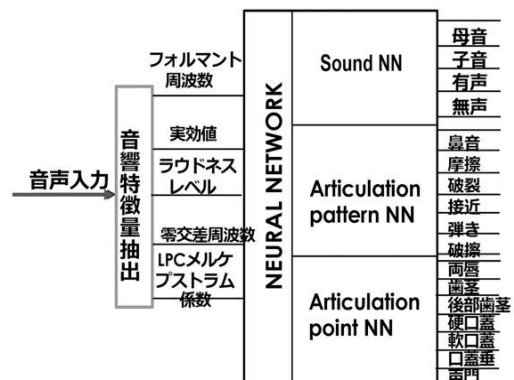 音声入力
音響特徴量抽出
フォルマント
周波数
実効値
ラウドネス
レベル
零交差周波数
LPCメルケ
プストラム
係数
NEURAL NETWORK
Sound NN
Articulation
pattern NN
Articulation
point NN
母音
子音
有声
無声
鼻音
摩擦
破裂
接近
弾き
破擦
両唇
歯茎
後部歯茎
硬口蓋
軟口蓋
口蓋垂
声門